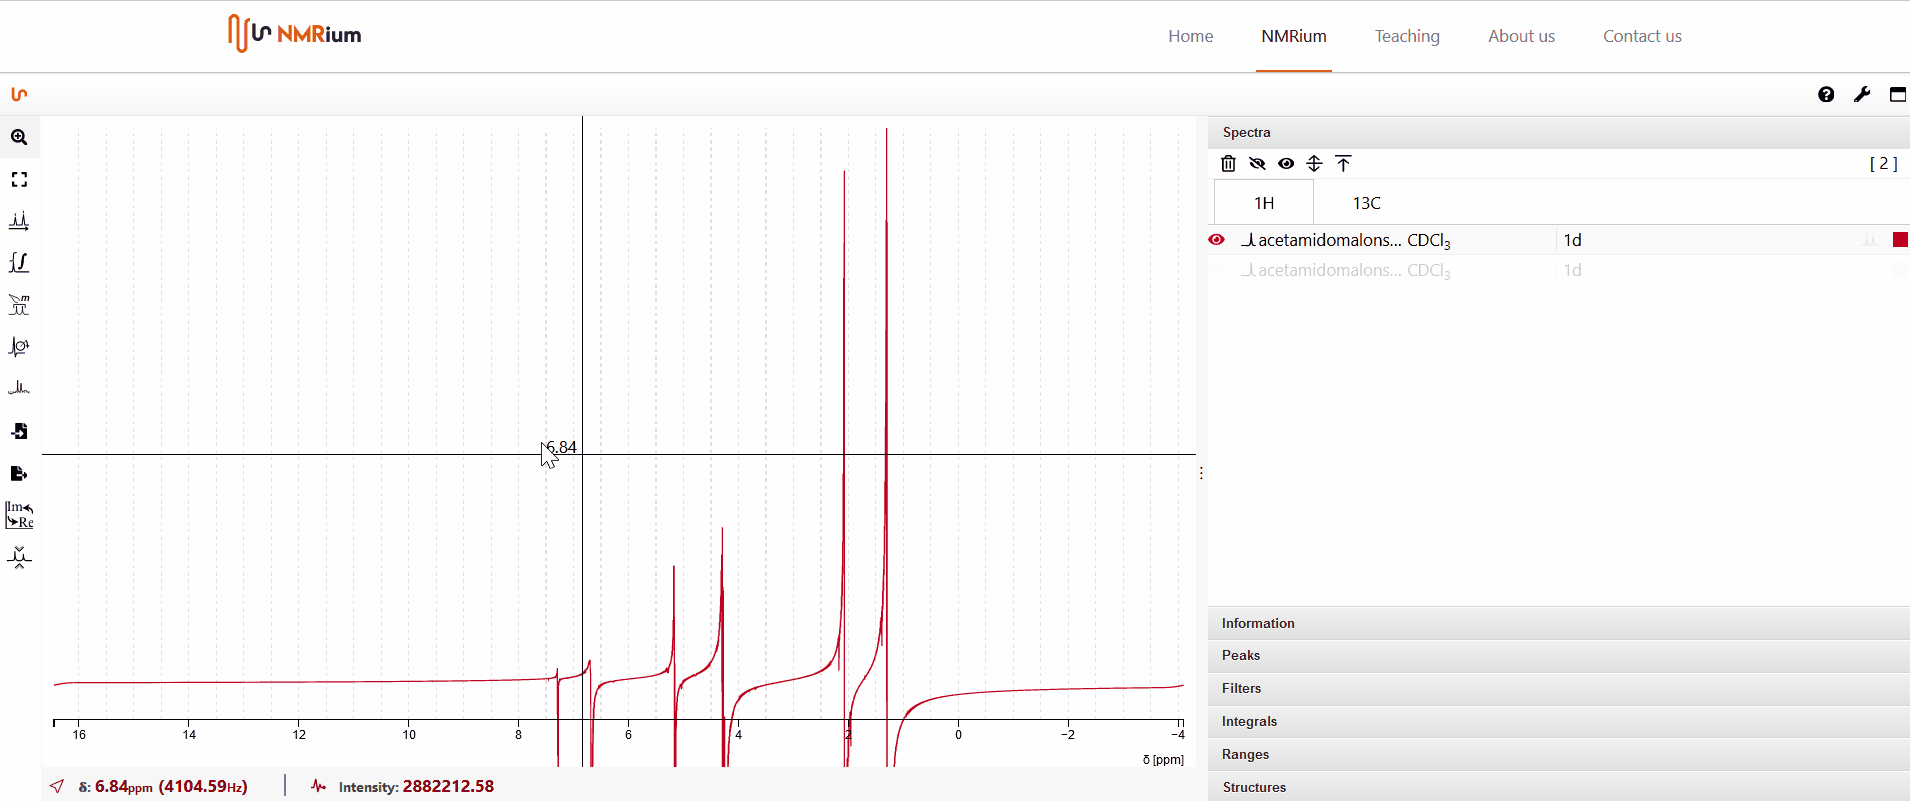 NMRium
Home NMRium Teaching About us Contact us
Spectra
[ 2 ]
1H 13C
acetamidomalons... CDCl3 1d
acetamidomalons... CDCl3 1d
6.84
m
Im
Re
16 14 12 10 8 6 4 2 0 −2 −4
δ [ppm]
δ: 6.84ppm (4104.59Hz) Intensity: 2882212.58
Information
Peaks
Filters
Integrals
Ranges
Structures